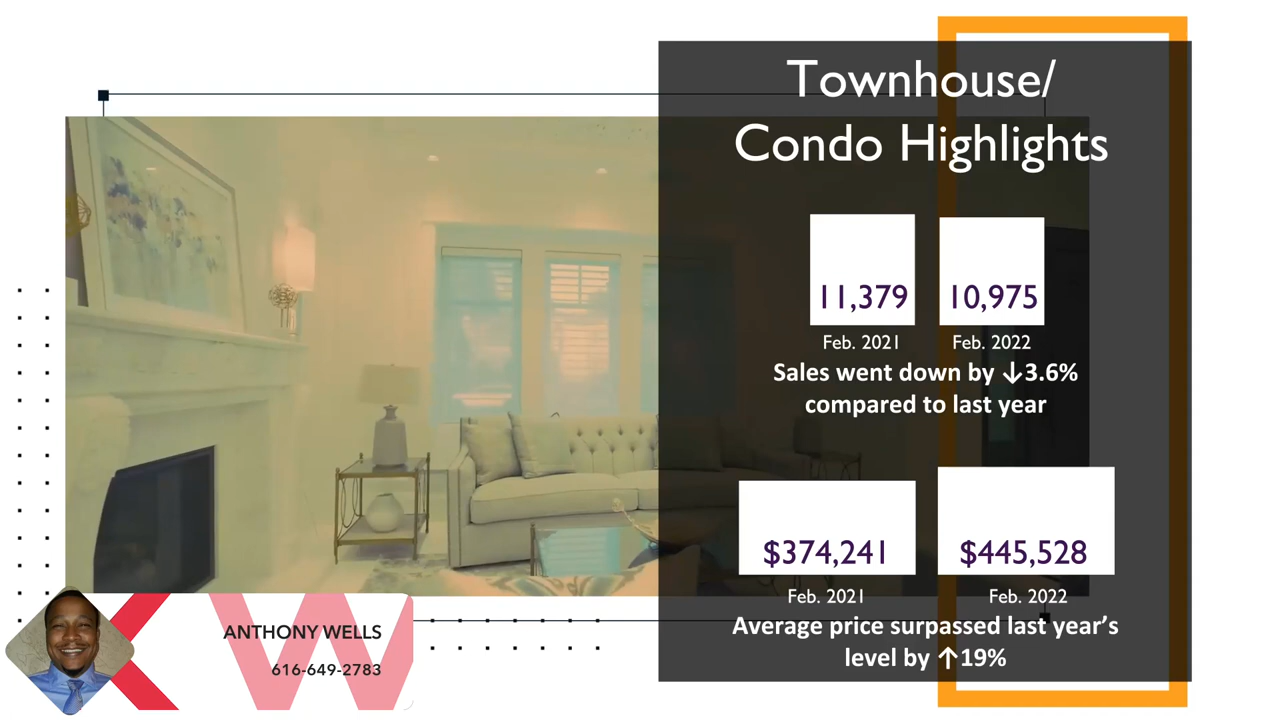 Townhouse/
Condo Highlights
11,379 10,975
Feb. 2021 Feb. 2022
Sales went down by ↓3.6%
compared to last year
$374,241 $445,528
Feb. 2021 Feb. 2022
Average price surpassed last year’s
level by ↑19%
KW
ANTHONY WELLS
616-649-2783